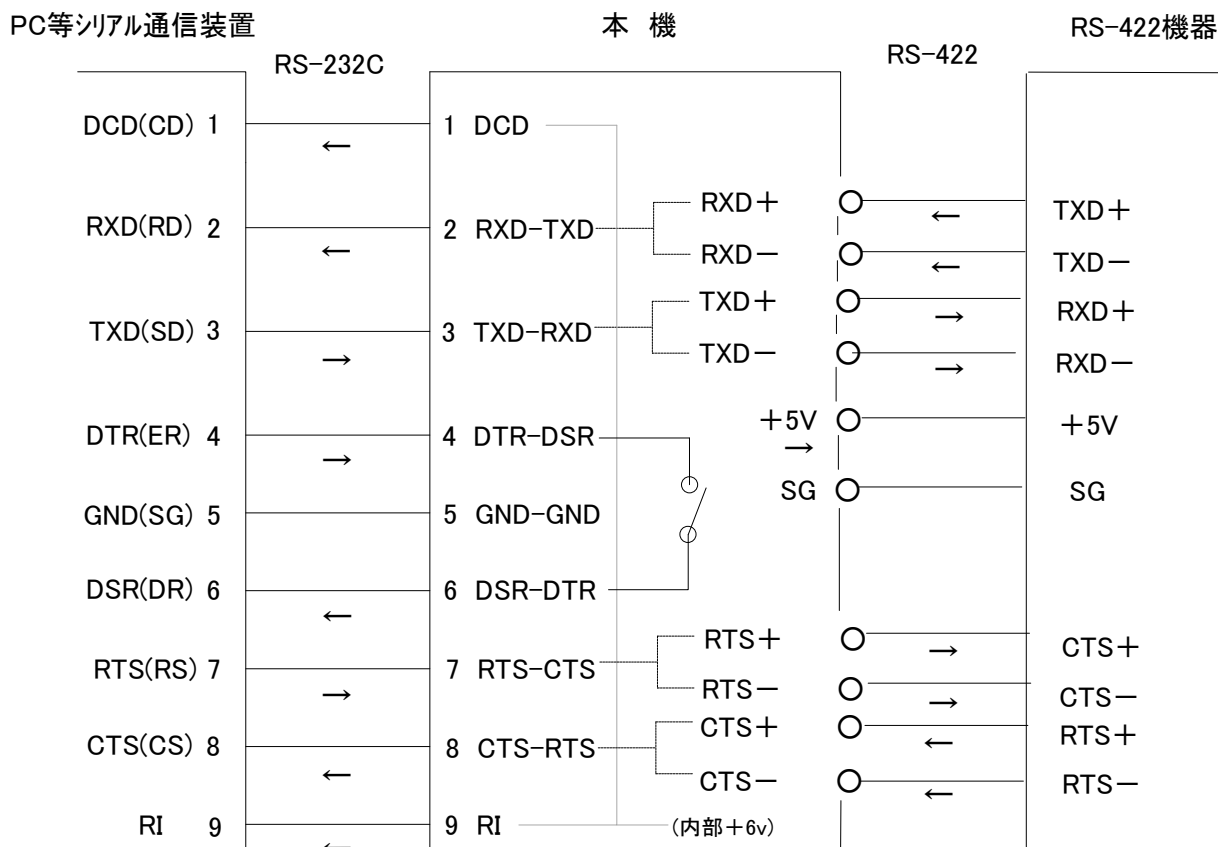 PC等シリアル通信装置 本 機 RS-422機器
RS-232C RS-422
DCD(CD) 1 ← 1 DCD
RXD(RD) 2 ← 2 RXD-TXD RXD+ ← TXD+
RXD- ← TXD-
TXD(SD) 3 → 3 TXD-RXD TXD+ → RXD+
TXD- → RXD-
DTR(ER) 4 → 4 DTR-DSR +5V → +5V
GND(SG) 5 5 GND-GND SG SG
DSR(DR) 6 ← 6 DSR-DTR
RTS(RS) 7 → 7 RTS-CTS RTS+ → CTS+
RTS- → CTS-
CTS(CS) 8 ← 8 CTS-RTS CTS+ ← RTS+
CTS- ← RTS-
RI 9 ← 9 RI (内部+6v)